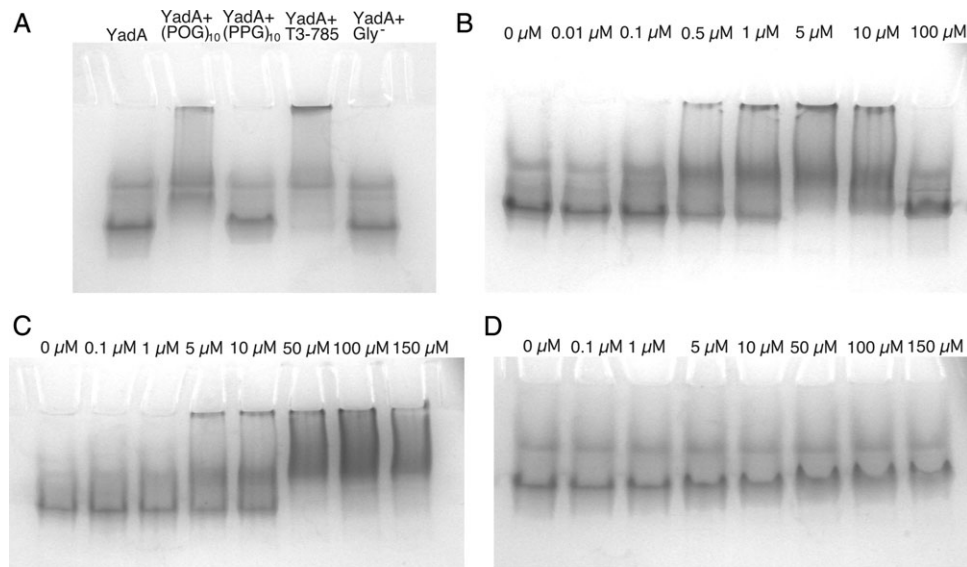 A
YadA
YadA+
(POG)10
YadA+
(PPG)10
YadA+
T3-785
YadA+
Gly-
B
0 µM 0.01 µM 0.1 µM 0.5 µM 1 µM 5 µM 10 µM 100 µM
C
0 µM 0.1 µM 1 µM 5 µM 10 µM 50 µM 100 µM 150 µM
D
0 µM 0.1 µM 1 µM 5 µM 10 µM 50 µM 100 µM 150 µM